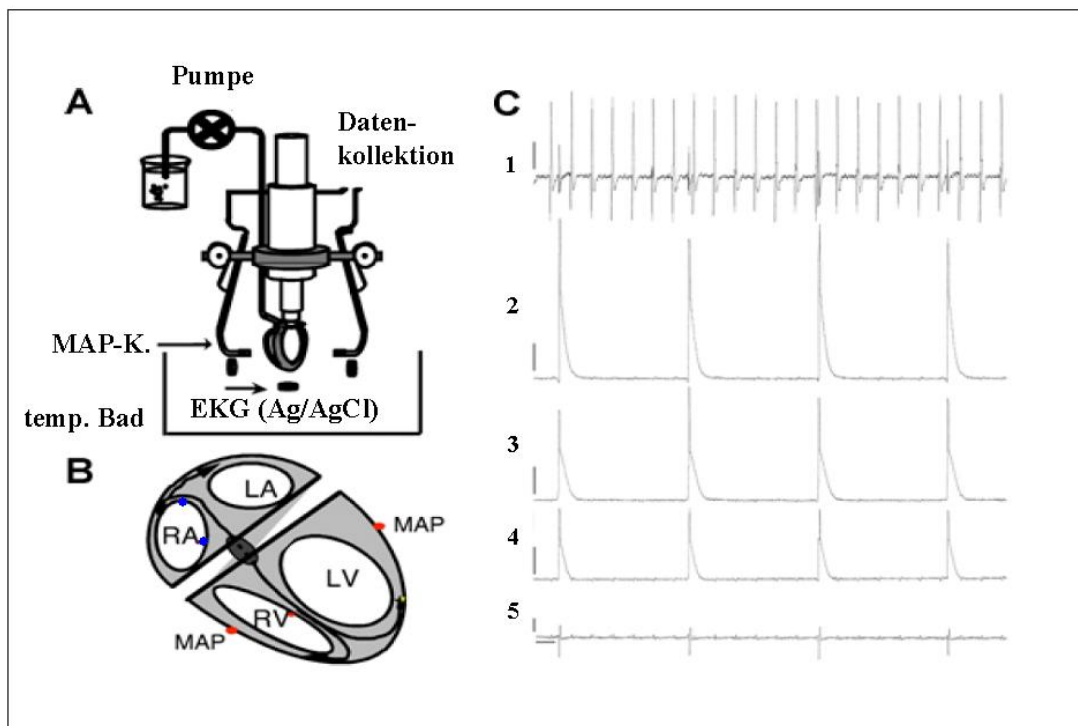 A
Pumpe
Daten-
kollektion
MAP-K.
temp. Bad
EKG (Ag/AgCl)
B
LA
RA
MAP
LV
RV
MAP
C
1
2
3
4
5